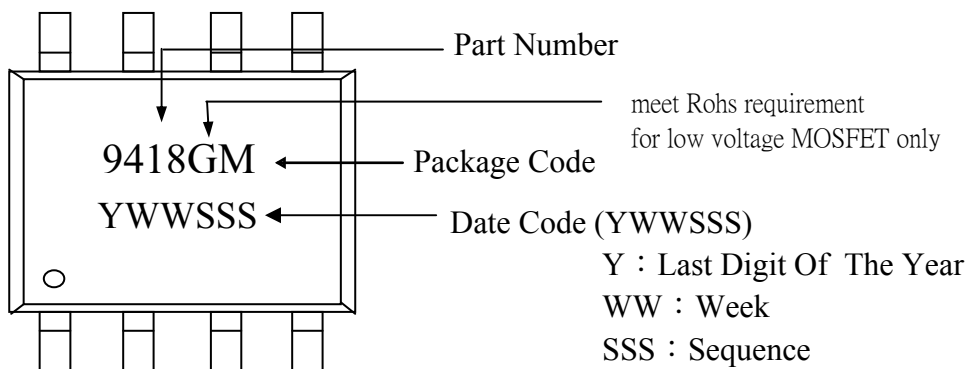 Part Number
meet Rohs requirement
for low voltage MOSFET only
9418GM
Package Code
YWWSSS
Date Code (YWWSSS)
Y：Last Digit Of The Year
WW：Week
SSS：Sequence